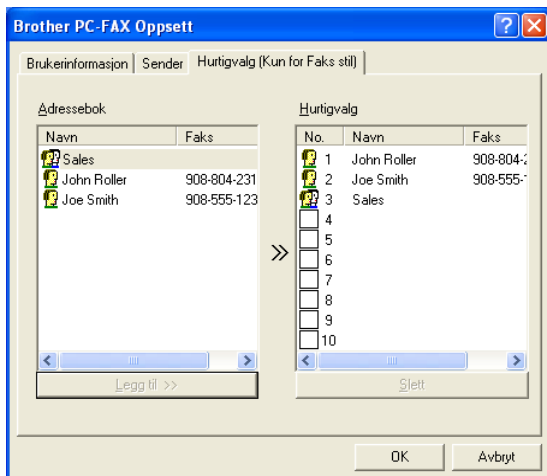 Brother PC-FAX Oppsett
Brukerinformasjon Sender Hurtigvalg (Kun for Faks stil)
Adressebok
Navn Faks
Sales
John Roller 908-804-231
Joe Smith 908-555-123
Legg til >>
Hurtigvalg
No. Navn Faks
1 John Roller 908-804-2
2 Joe Smith 908-555-
3 Sales
4
5
6
7
8
9
10
Slett
OK Avbryt